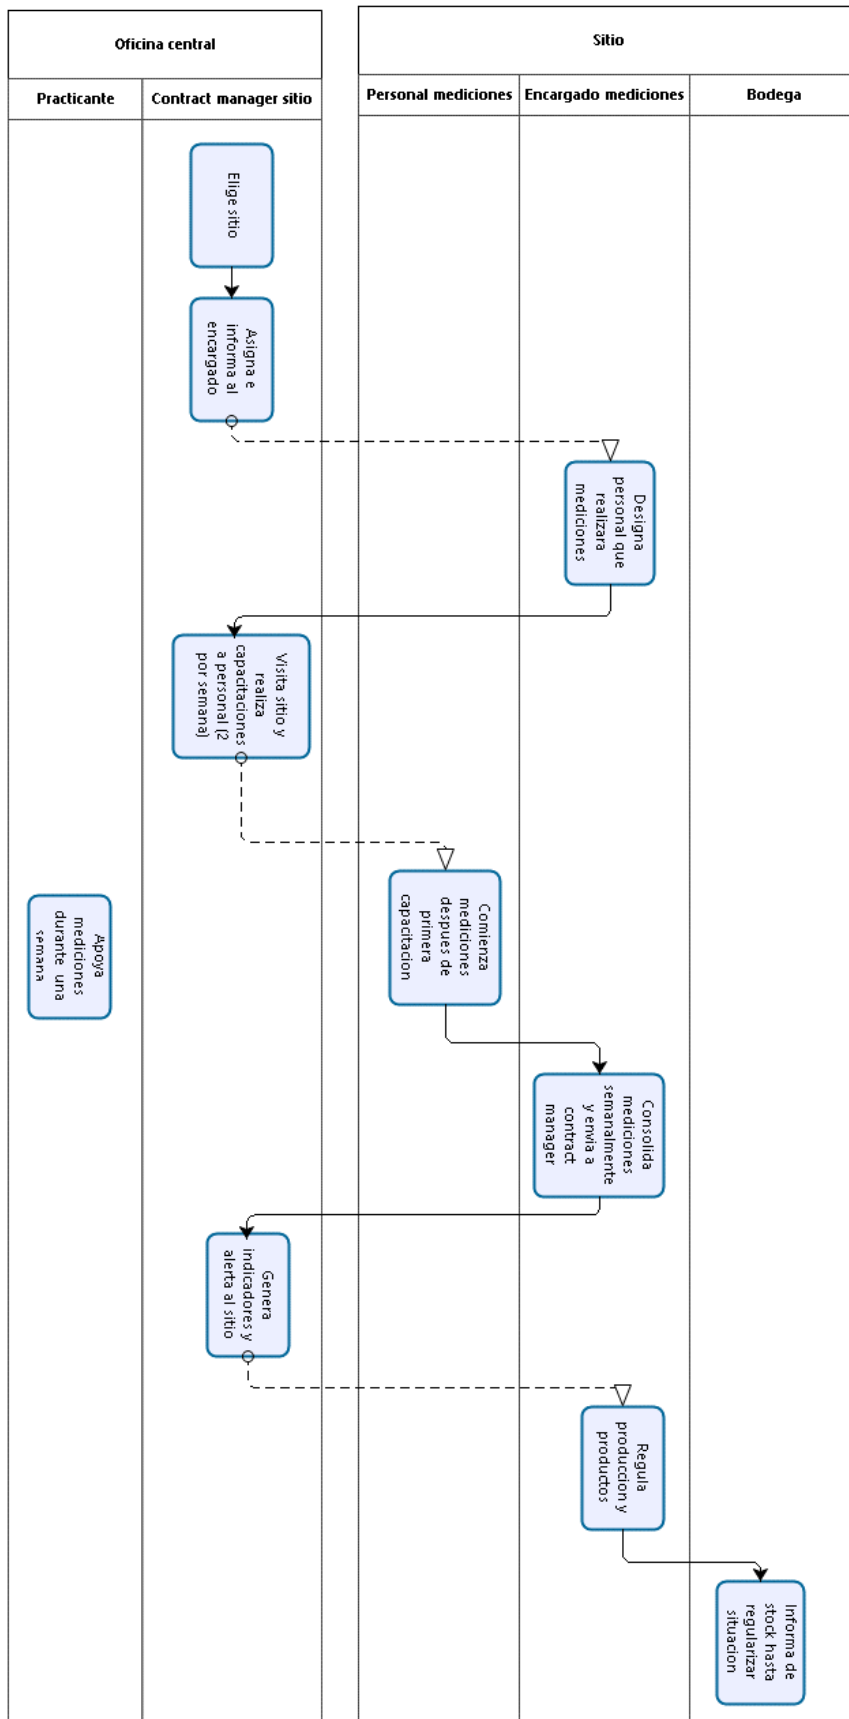 Oficina central
Sitio
Practicante
Contract manager sitio
Personal mediciones
Encargado mediciones
Bodega
Elige sitio
Asigna e
informa al
encargado
Designa
personal que
realizara
mediciones
Visita sitio y
realiza
capacitaciones
a personal (2
por semana)
Comienza
mediciones
despues de
primera
capacitacion
Apoya
mediciones
durante una
semana
Consolida
mediciones
semanalmente
y envia a
contract
manager
Genera
indicadores y
alerta al sitio
Regula
produccion y
productos
Informa de
stock hasta
regularizar
situacion